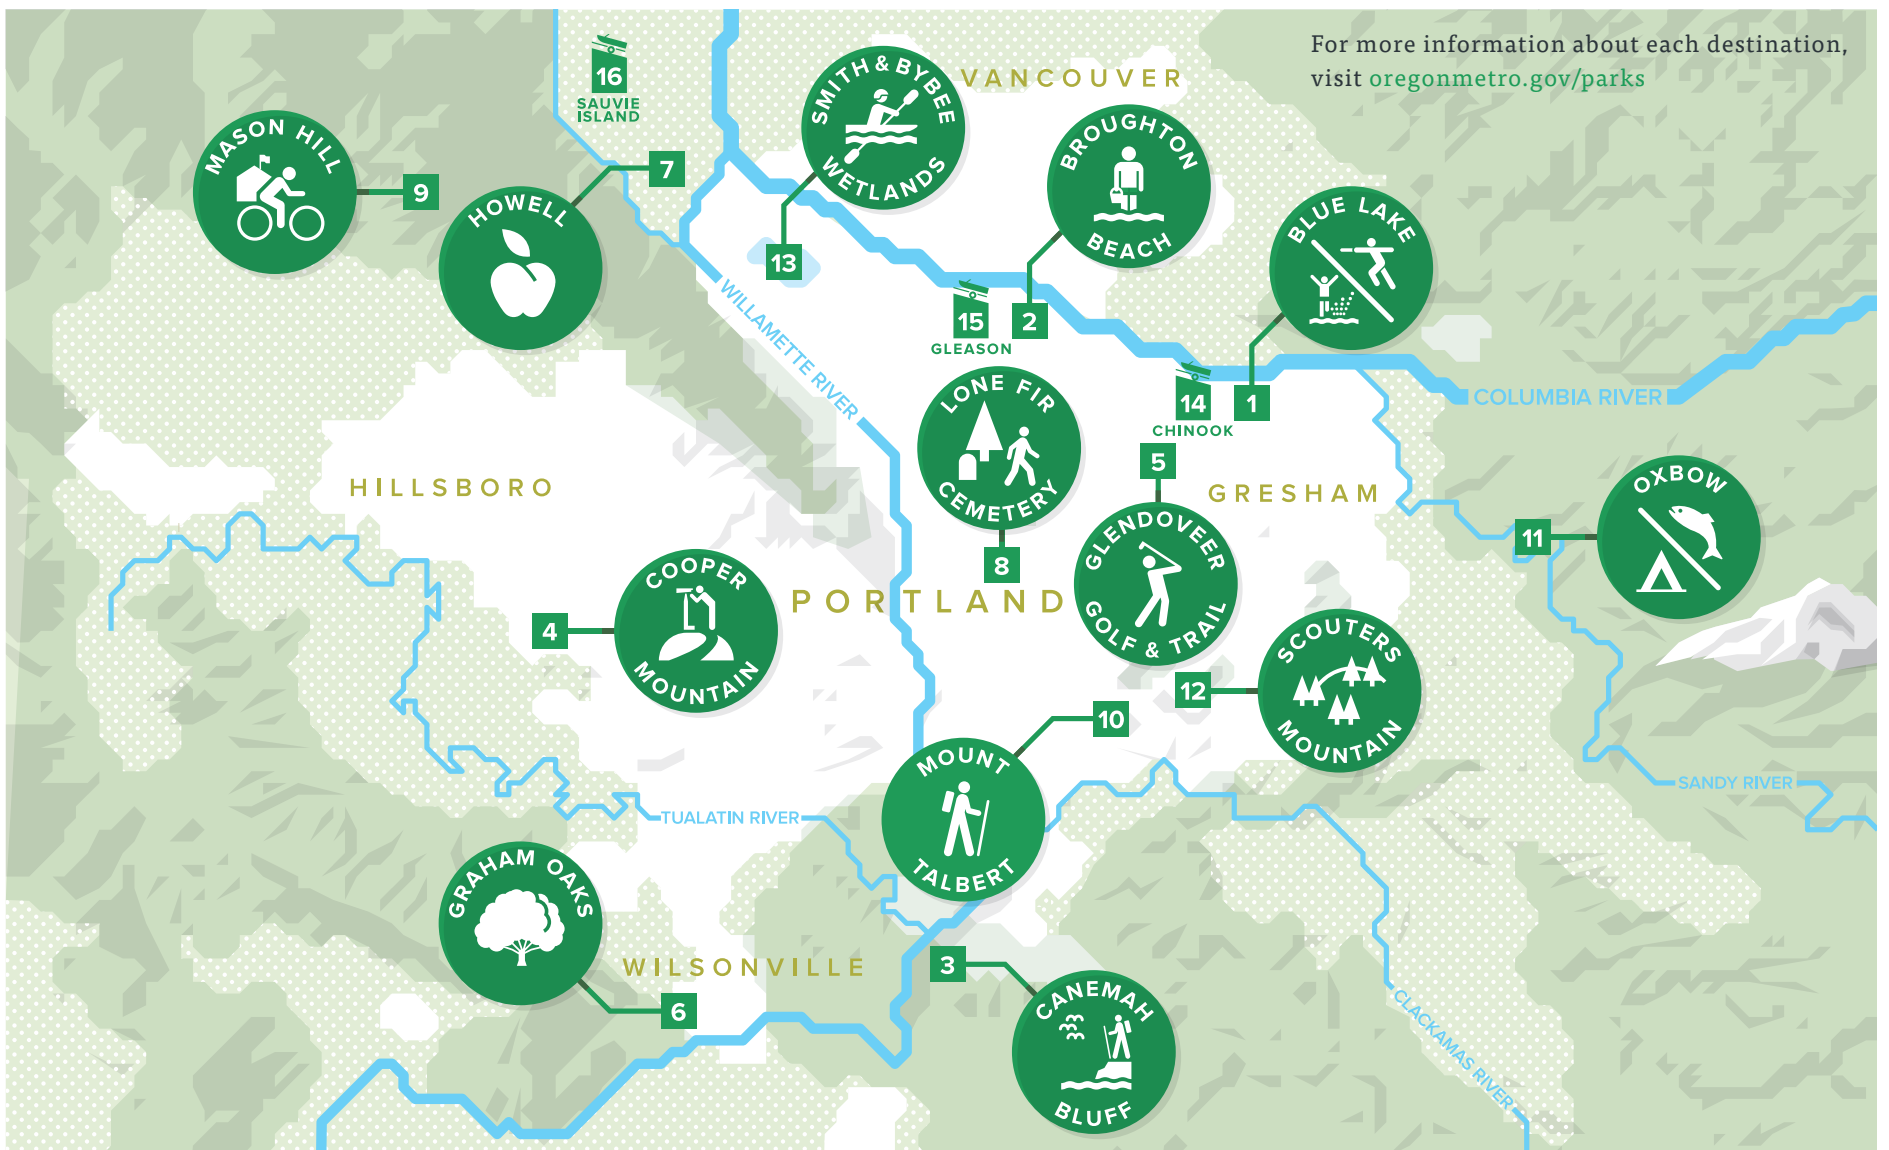 For more information about each destination,
visit oregonmetro.gov/parks
16
SAUVIE
ISLAND
SMITH & BYBEE
WETLANDS
VANCOUVER
MASON HILL
9
7
HOWELL
13
BROUGHTON
BEACH
BLUE LAKE
15
GLEASON
2
WILLAMETTE RIVER
14
CHINOOK
1
COLUMBIA RIVER
LONE FIR
CEMETERY
8
5
GLENDOVEER
GOLF & TRAIL
GRESHAM
HILLSBORO
OXBOW
11
COOPER
MOUNTAIN
4
PORTLAND
SCOUTERS
MOUNTAIN
12
10
MOUNT
TALBERT
SANDY RIVER
TUALATIN RIVER
GRAHAM OAKS
6
WILSONVILLE
3
CANEMAH
BLUFF
CLACKAMAS RIVER